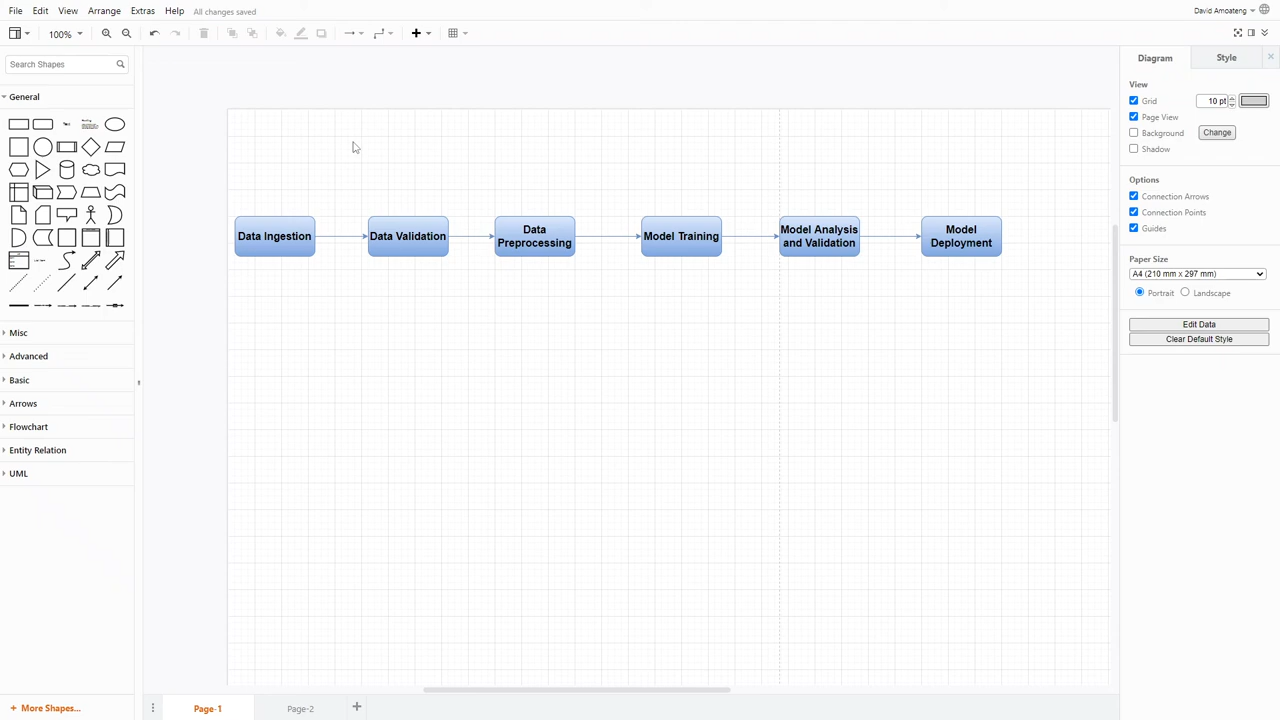 File Edit View Arrange Extras Help All changes saved
David Amoateng
100%
Search Shapes
General
Misc
Advanced
Basic
Arrows
Flowchart
Entity Relation
UML
+ More Shapes...
Data Ingestion
Data Validation
Data
Preprocessing
Model Training
Model Analysis
and Validation
Model
Deployment
Page-1
Page-2
Diagram
Style
View
Grid
10 pt
Page View
Background
Change
Shadow
Options
Connection Arrows
Connection Points
Guides
Paper Size
A4 (210 mm x 297 mm)
Portrait
Landscape
Edit Data
Clear Default Style